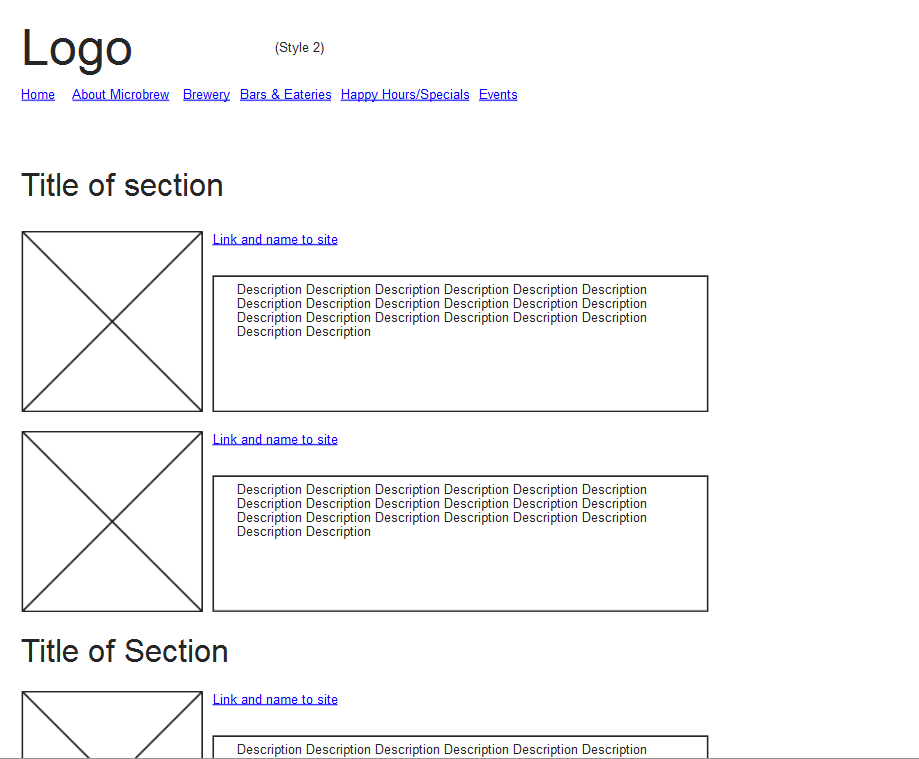 Logo
(Style 2)
Home About Microbrew Brewery Bars & Eateries Happy Hours/Specials Events
Title of section
Link and name to site
Description Description Description Description Description Description
Description Description Description Description Description Description
Description Description Description Description Description Description
Description Description
Link and name to site
Description Description Description Description Description Description
Description Description Description Description Description Description
Description Description Description Description Description Description
Description Description
Title of Section
Link and name to site
Description Description Description Description Description Description